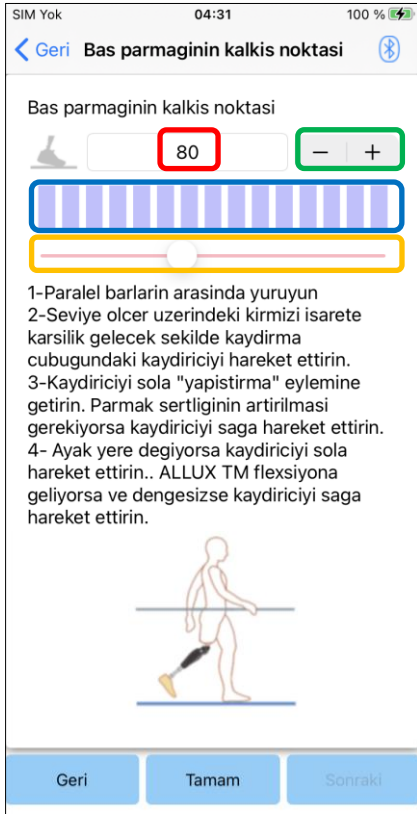 SIM Yok 04:31 100 %
Geri Bas parmaginin kalkis noktasi
Bas parmaginin kalkis noktasi
80 − +
1-Paralel barlarin arasinda yuruyun
2-Seviye olcer uzerindeki kirmizi isarete
karsilik gelecek sekilde kaydirma
cubugundaki kaydiriciyi hareket ettirin.
3-Kaydiriciyi sola "yapistirma" eylemine
getirin. Parmak sertliginin artirilmasi
gerekiyorsa kaydiriciyi saga hareket ettirin.
4- Ayak yere degiyorsa kaydiriciyi sola
hareket ettirin.. ALLUX TM flexsiyona
geliyorsa ve dengesizse kaydiriciyi saga
hareket ettirin.
Geri Tamam Sonraki